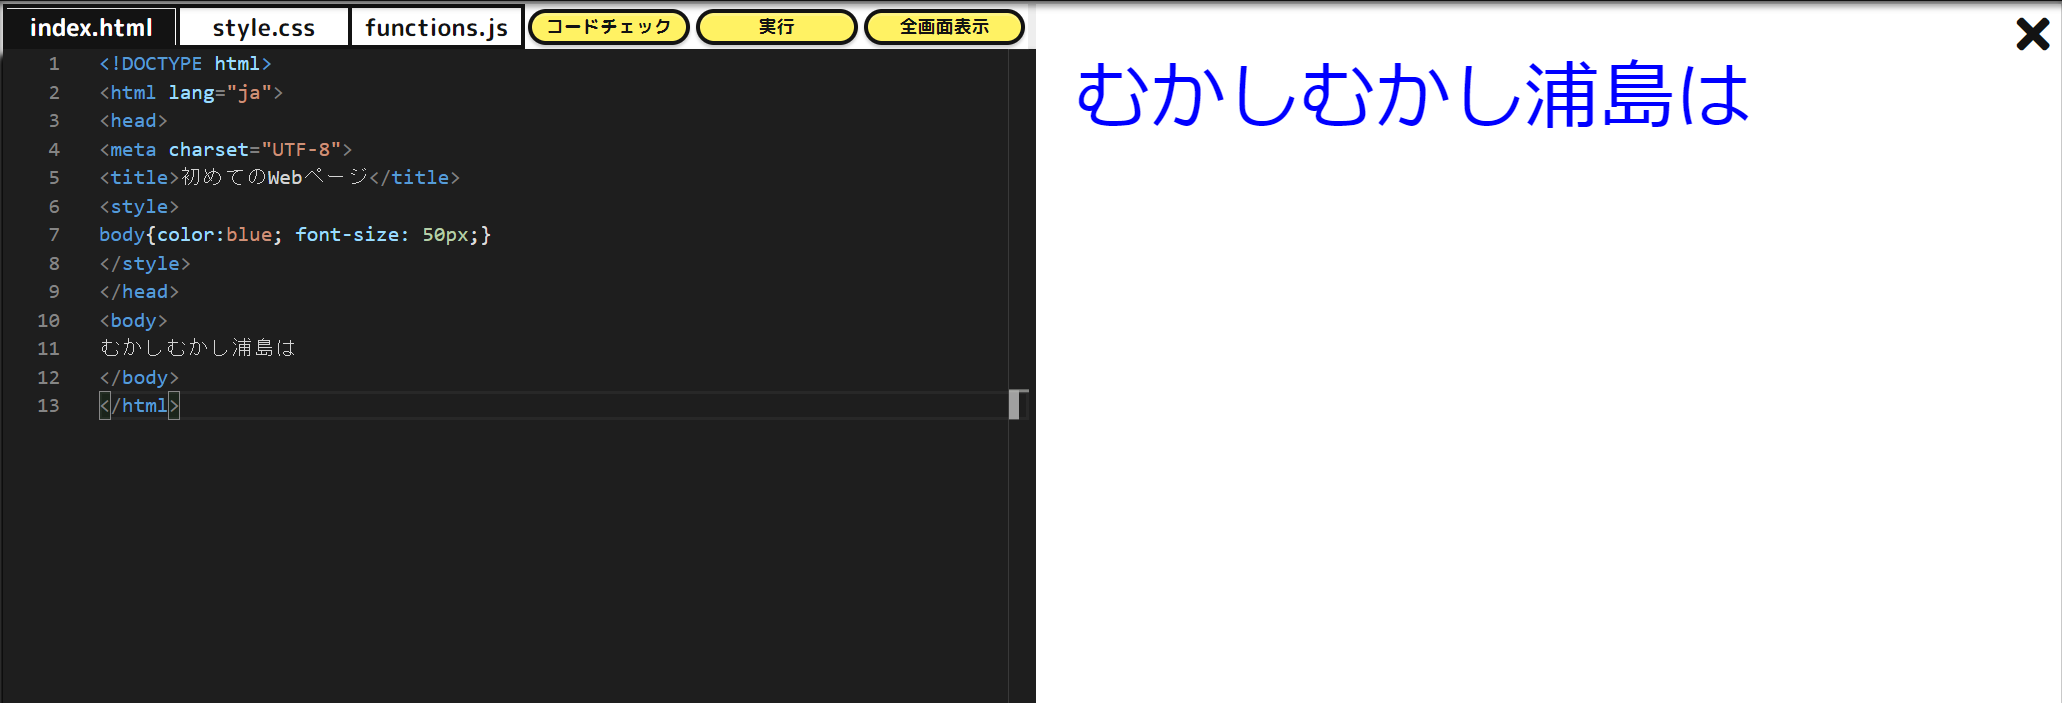 index.html style.css functions.js コードチェック 実行 全画面表示
1 <!DOCTYPE html>
2 <html lang="ja">
3 <head>
4 <meta charset="UTF-8">
5 <title>初めてのWebページ</title>
6 <style>
7 body{color:blue; font-size: 50px;}
8 </style>
9 </head>
10 <body>
11 むかしむかし浦島は
12 </body>
13 </html>
むかしむかし浦島は